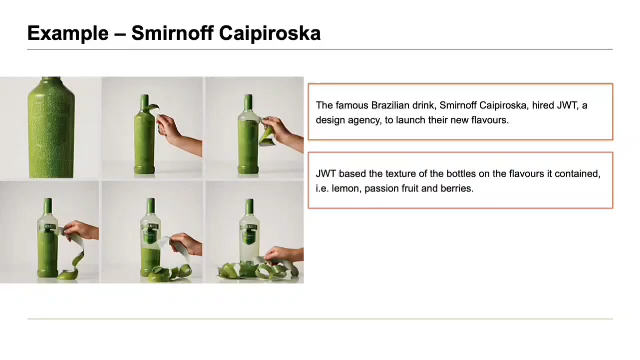 Example – Smirnoff Caipiroska
The famous Brazilian drink, Smirnoff Caipiroska, hired JWT, a
design agency, to launch their new flavours.
JWT based the texture of the bottles on the flavours it contained,
i.e. lemon, passion fruit and berries.